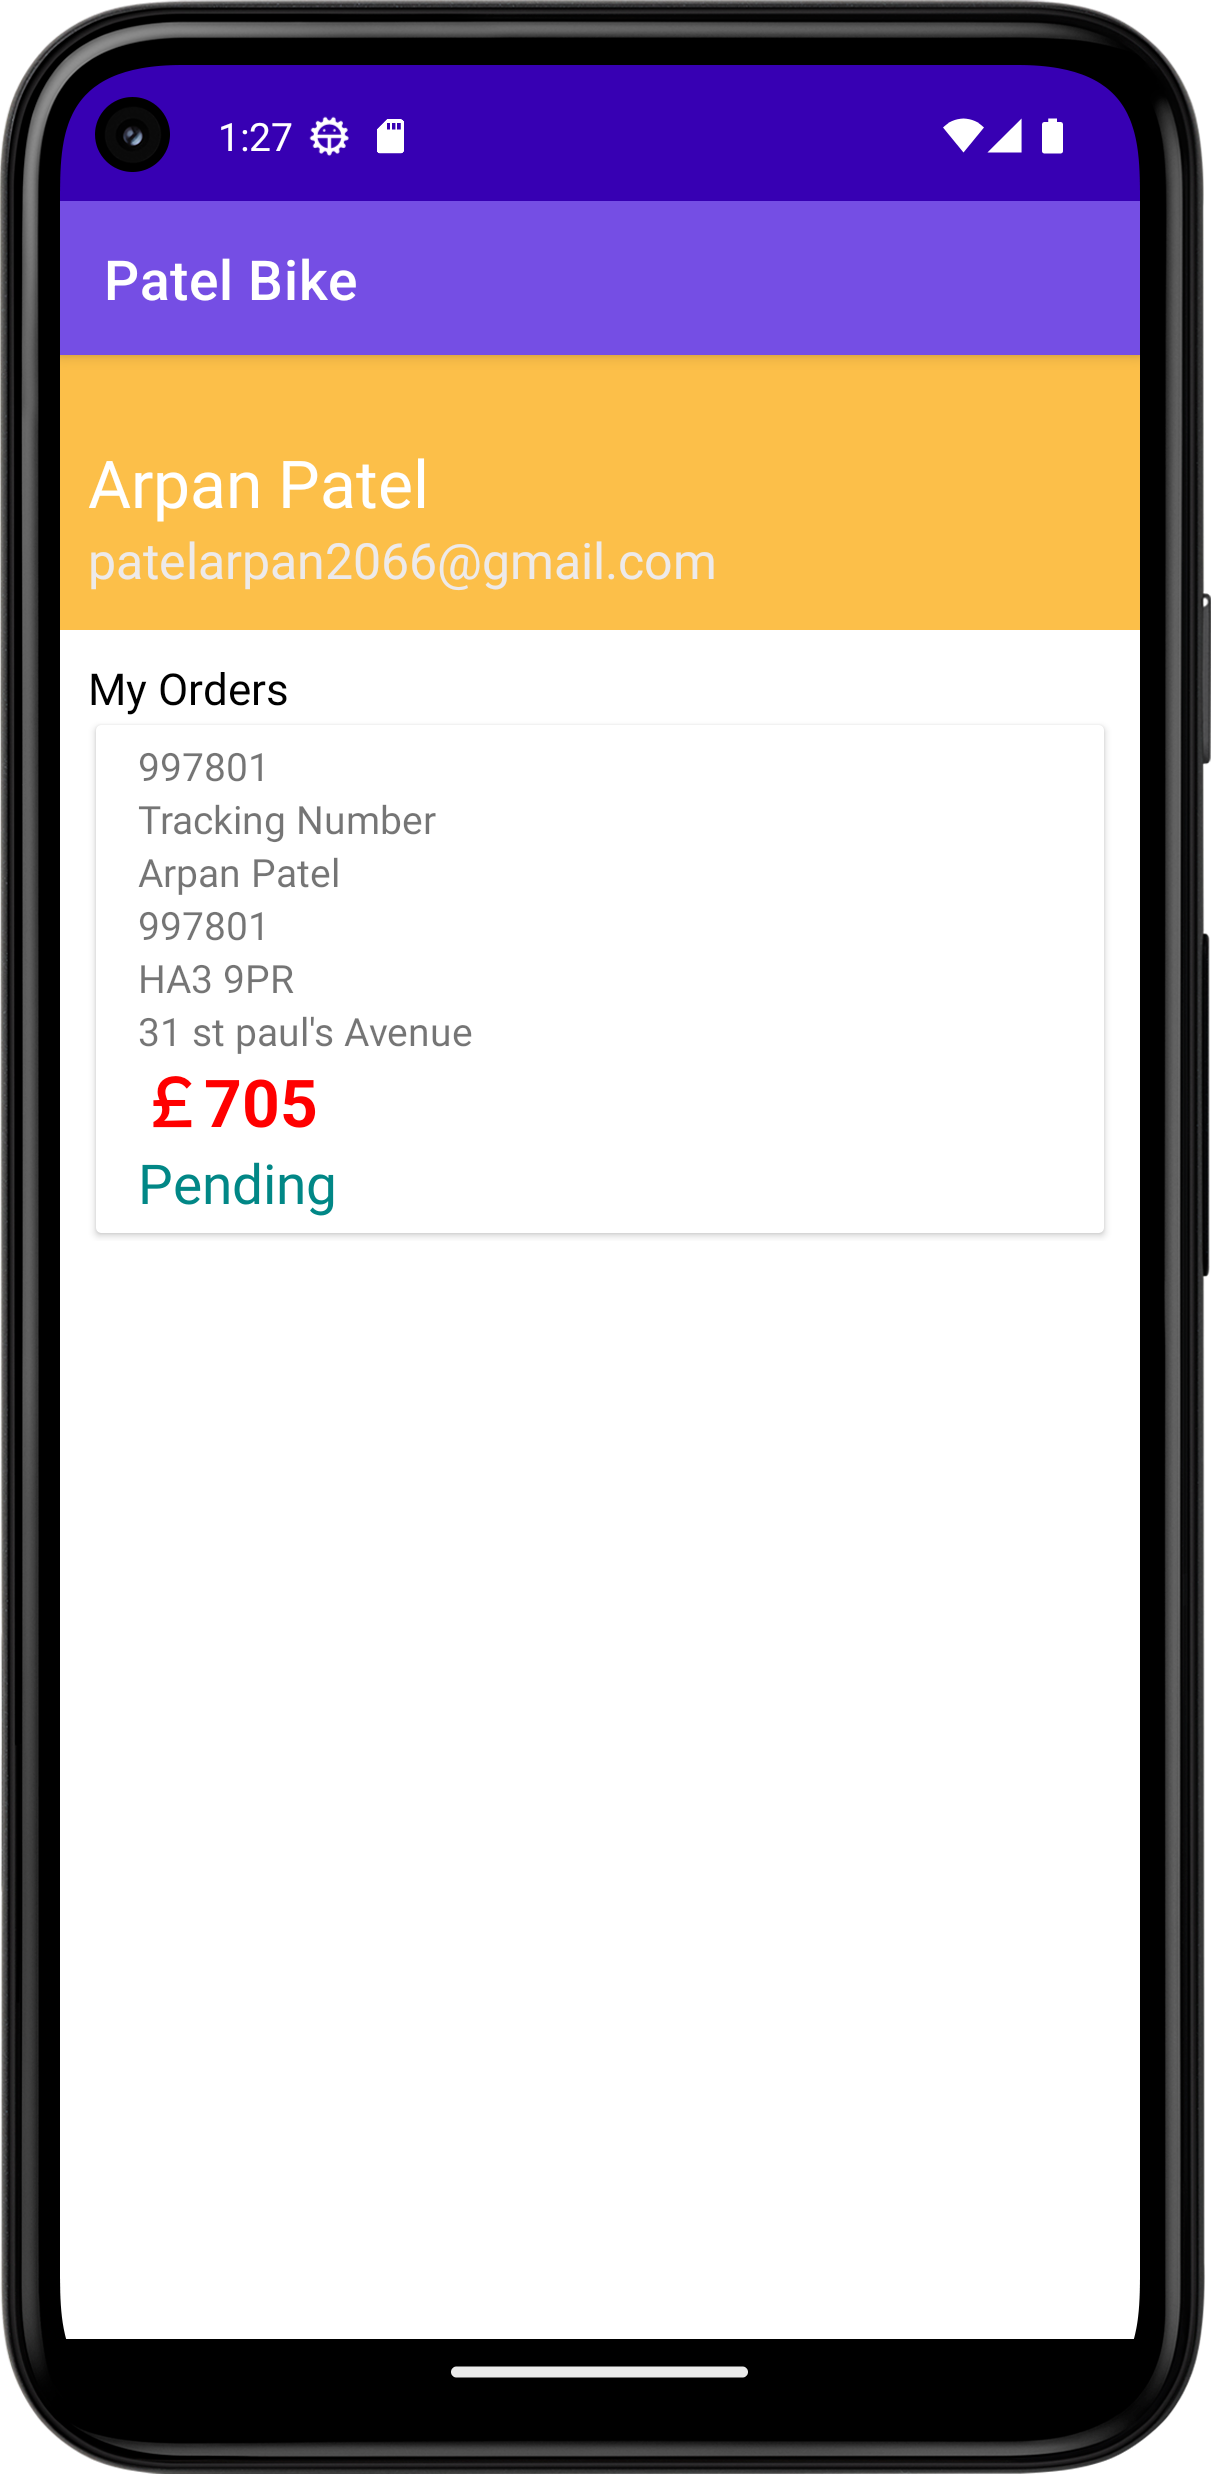 1:27
Patel Bike
Arpan Patel
patelarpan2066@gmail.com
My Orders
997801
Tracking Number
Arpan Patel
997801
HA3 9PR
31 st paul's Avenue
£ 705
Pending